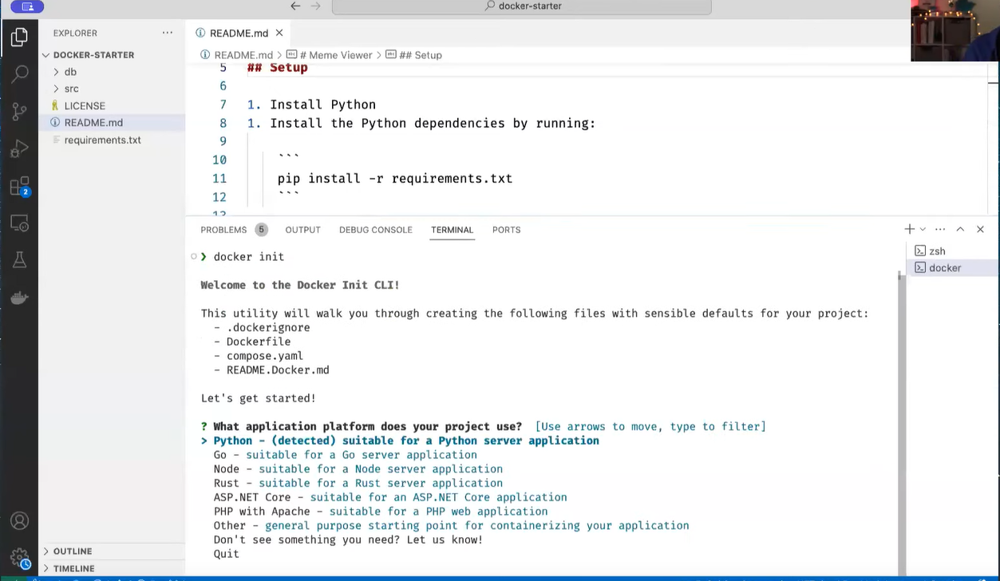 docker-starter
EXPLORER
DOCKER-STARTER
db
src
LICENSE
README.md
requirements.txt
OUTLINE
TIMELINE
2
README.md
README.md > # Meme Viewer > ## Setup
5 ## Setup
6
7 1. Install Python
8 1. Install the Python dependencies by running:
9
10 ```
11 pip install -r requirements.txt
12 ```
13
PROBLEMS 5 OUTPUT DEBUG CONSOLE TERMINAL PORTS
zsh
docker
❯ docker init
Welcome to the Docker Init CLI!
This utility will walk you through creating the following files with sensible defaults for your project:
- .dockerignore
- Dockerfile
- compose.yaml
- README.Docker.md
Let's get started!
? What application platform does your project use? [Use arrows to move, type to filter]
> Python - (detected) suitable for a Python server application
Go - suitable for a Go server application
Node - suitable for a Node server application
Rust - suitable for a Rust server application
ASP.NET Core - suitable for an ASP.NET Core application
PHP with Apache - suitable for a PHP web application
Other - general purpose starting point for containerizing your application
Don't see something you need? Let us know!
Quit